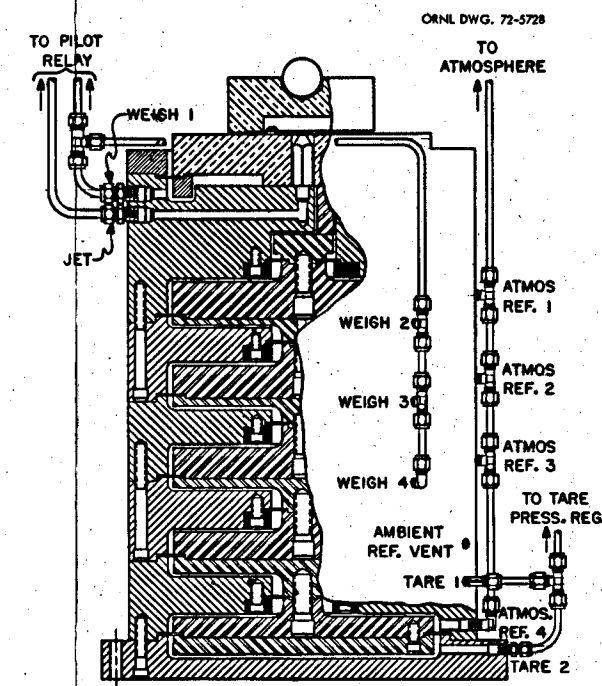 ORNL DWG. 72-5728
TO PILOT
RELAY
TO
ATMOSPHERE
WEIGH 1
JET
ATMOS
REF. 1
WEIGH 2
ATMOS
REF. 2
WEIGH 3
ATMOS
REF. 3
WEIGH 4
TO TARE
PRESS. REG
AMBIENT
REF. VENT
TARE 1
ATMOS.
REF. 4
TARE 2